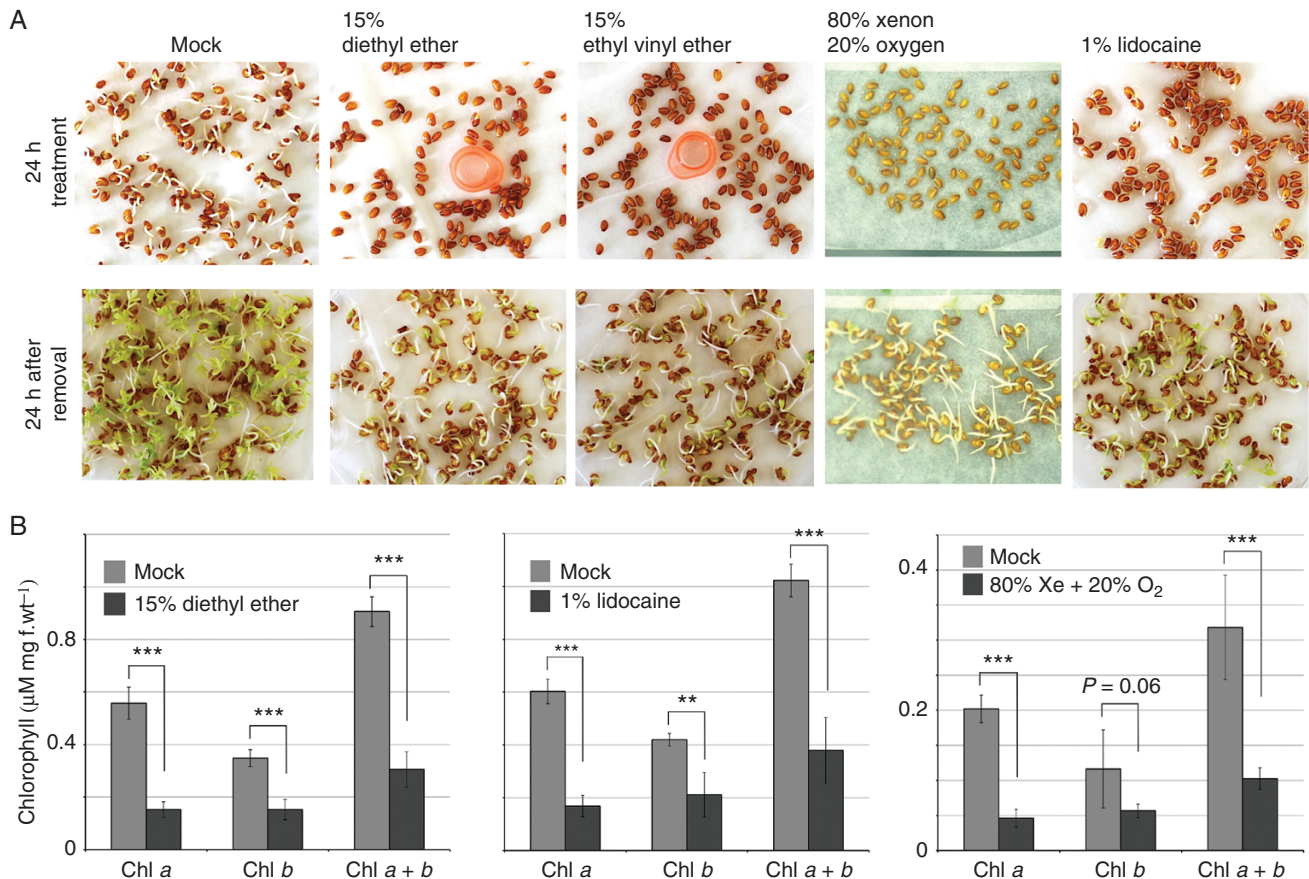 A
Mock
15%
diethyl ether
15%
ethyl vinyl ether
80% xenon
20% oxygen
1% lidocaine
24 h
treatment
24 h after
removal
B
Chlorophyll (μM mg f.wt⁻¹)
0.8
0.4
0
Mock
15% diethyl ether
***
***
***
Chl a
Chl b
Chl a + b
Mock
1% lidocaine
***
**
***
Chl a
Chl b
Chl a + b
0.4
0.2
0
Mock
80% Xe + 20% O₂
***
P = 0.06
***
Chl a
Chl b
Chl a + b